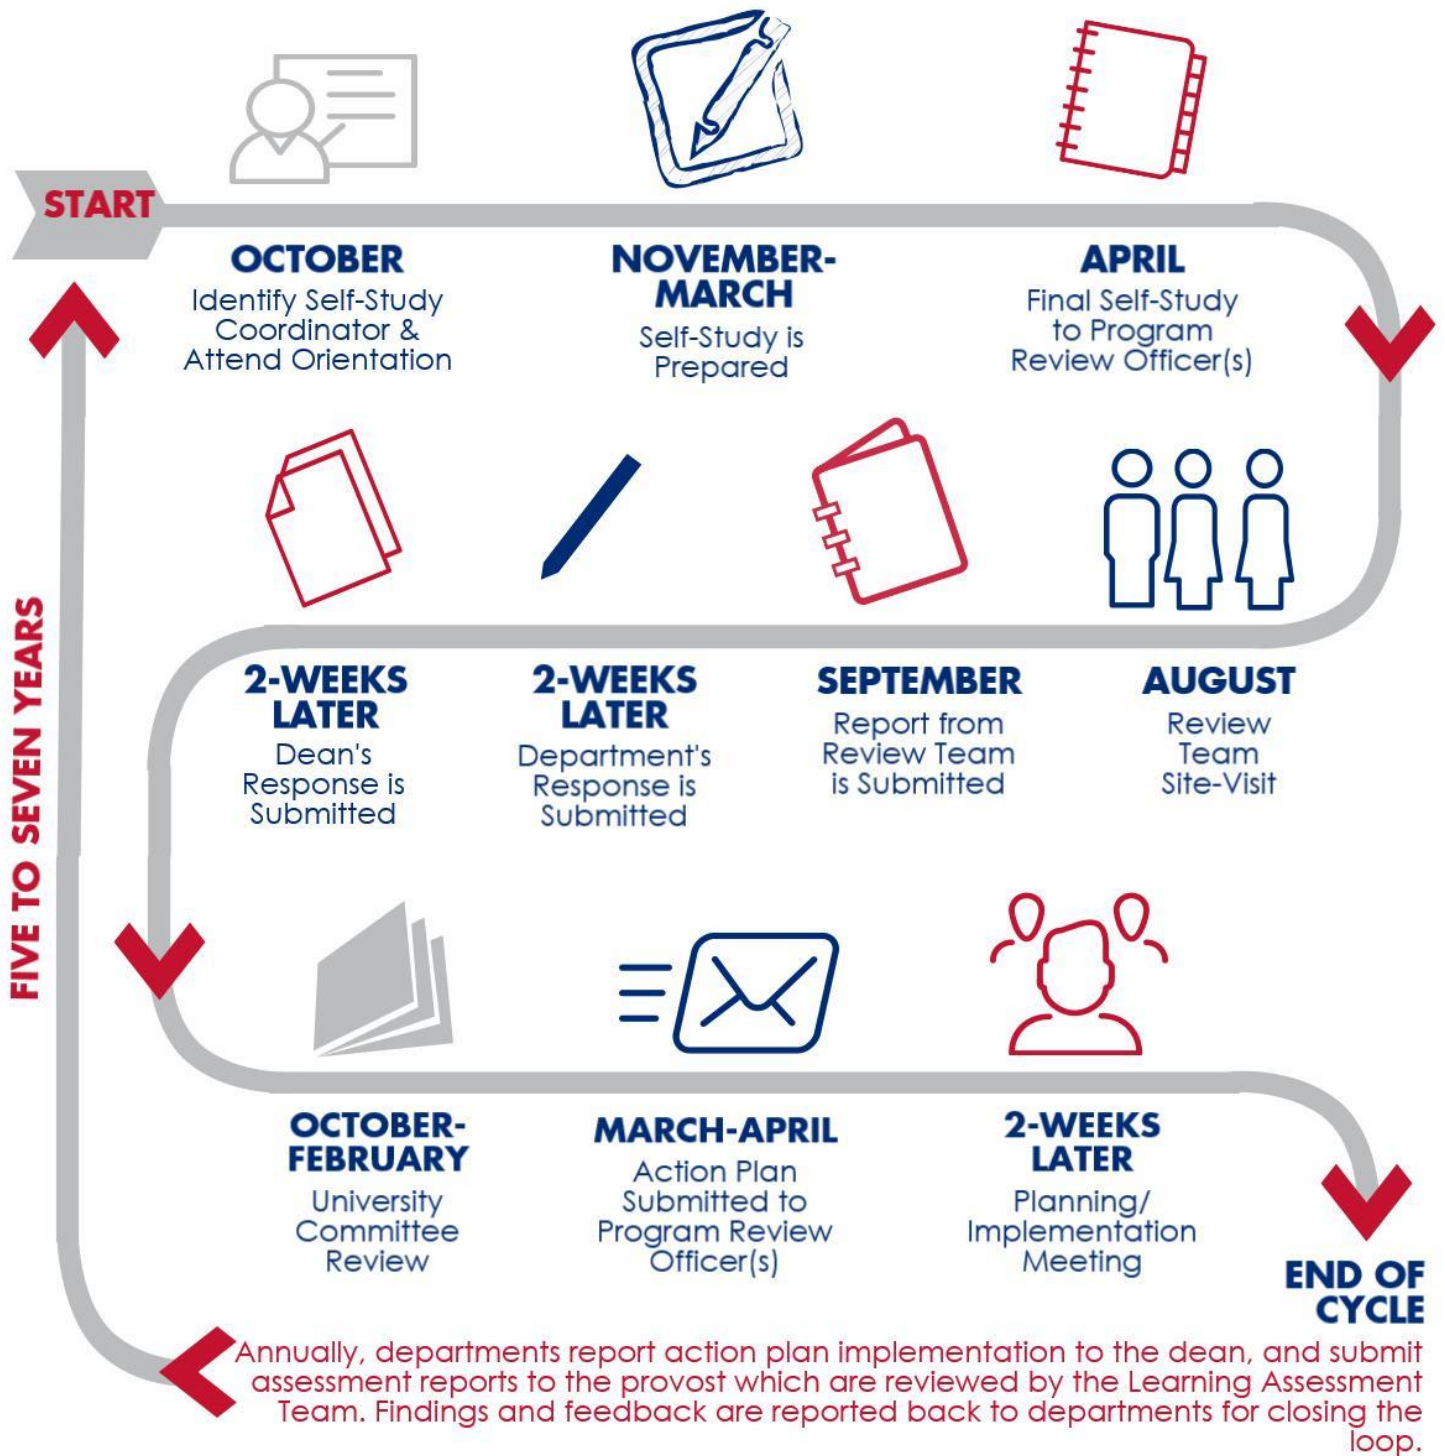 START
OCTOBER
Identify Self-Study
Coordinator &
Attend Orientation
NOVEMBER-
MARCH
Self-Study is
Prepared
APRIL
Final Self-Study
to Program
Review Officer(s)
AUGUST
Review
Team
Site-Visit
SEPTEMBER
Report from
Review Team
is Submitted
2-WEEKS
LATER
Department's
Response is
Submitted
2-WEEKS
LATER
Dean's
Response is
Submitted
OCTOBER-
FEBRUARY
University
Committee
Review
MARCH-APRIL
Action Plan
Submitted to
Program Review
Officer(s)
2-WEEKS
LATER
Planning/
Implementation
Meeting
END OF
CYCLE
Annually, departments report action plan implementation to the dean, and submit
assessment reports to the provost which are reviewed by the Learning Assessment
Team. Findings and feedback are reported back to departments for closing the
loop.
FIVE TO SEVEN YEARS